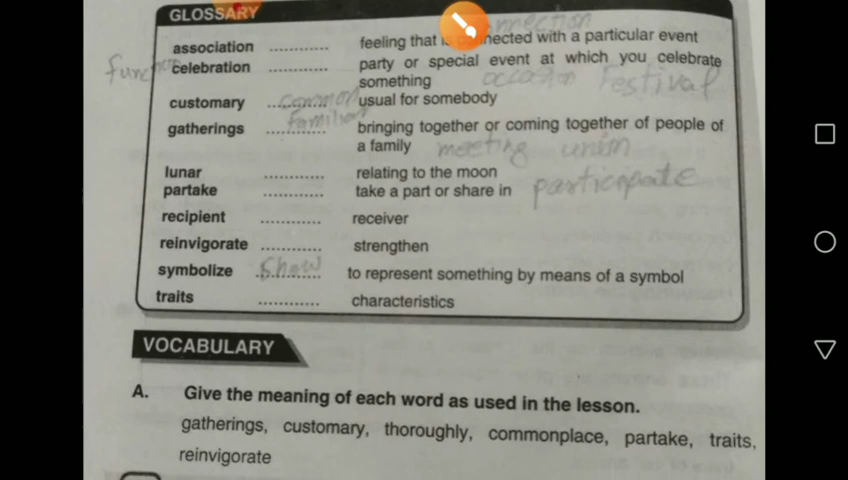 GLOSSARY
connection
association ............ feeling that is connected with a particular event
function celebration ............ party or special event at which you celebrate
something occasion Festival
customary common usual for somebody
gatherings familiar bringing together or coming together of people of
a family meeting union
lunar ............ relating to the moon
partake ............ take a part or share in participate
recipient ............ receiver
reinvigorate ............ strengthen
symbolize show to represent something by means of a symbol
traits ............ characteristics
VOCABULARY
A. Give the meaning of each word as used in the lesson.
gatherings, customary, thoroughly, commonplace, partake, traits,
reinvigorate